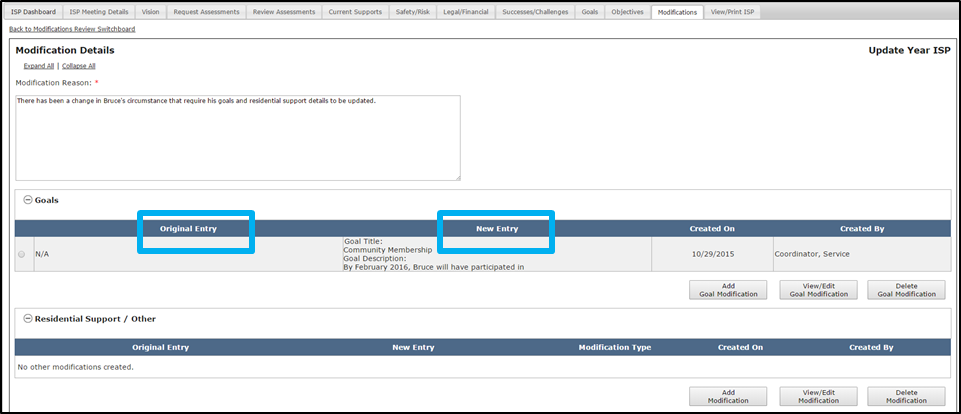 ISP Dashboard ISP Meeting Details Vision Request Assessments Review Assessments Current Supports Safety/Risk Legal/Financial Successes/Challenges Goals Objectives Modifications View/Print ISP
Back to Modifications Review Switchboard
Modification Details Update Year ISP
Expand All | Collapse All
Modification Reason: *
There has been a change in Bruce's circumstance that require his goals and residential support details to be updated.
Goals
Original Entry New Entry Created On Created By
N/A
Goal Title:
Community Membership
Goal Description:
By February 2016, Bruce will have participated in
10/29/2015 Coordinator, Service
Add
Goal Modification
View/Edit
Goal Modification
Delete
Goal Modification
Residential Support / Other
Original Entry New Entry Modification Type Created On Created By
No other modifications created.
Add
Modification
View/Edit
Modification
Delete
Modification